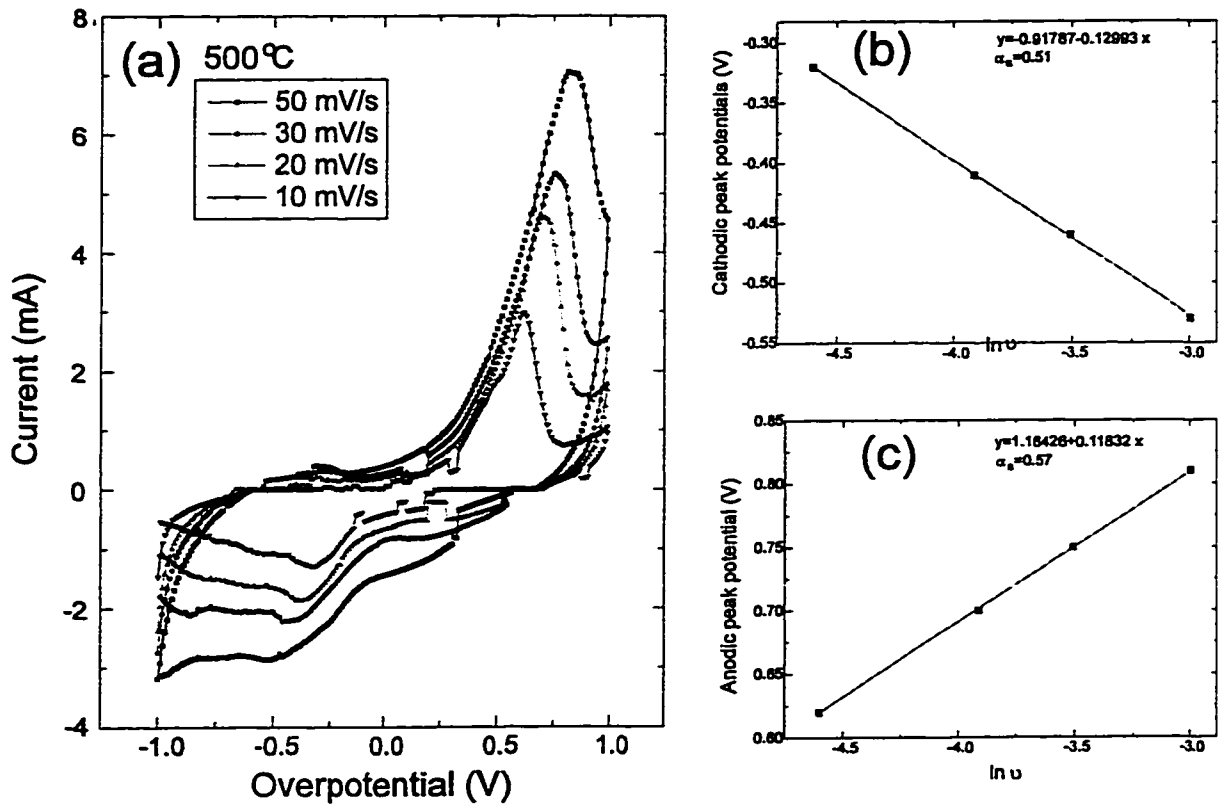 (a) 500°C
50 mV/s
30 mV/s
20 mV/s
10 mV/s
8
6
4
2
0
-2
-4
Current (mA)
-1.0 -0.5 0.0 0.5 1.0
Overpotential (V)
(b)
y=-0.91787-0.12993 x
αs=0.51
-0.30
-0.35
-0.40
-0.45
-0.50
-0.55
Cathodic peak potentials (V)
-4.5 -4.0 -3.5 -3.0
ln υ
(c)
y=1.16426+0.11832 x
αs=0.57
0.85
0.80
0.75
0.70
0.65
0.60
Anodic peak potential (V)
-4.5 -4.0 -3.5 -3.0
ln υ